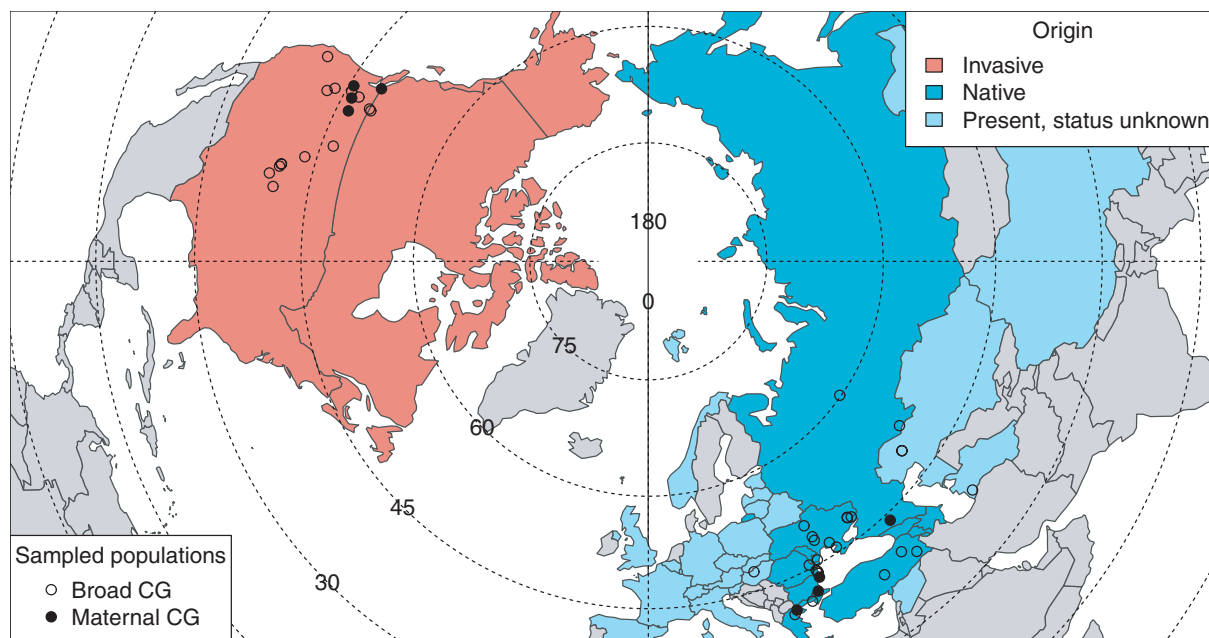 Origin
Invasive
Native
Present, status unknown
180
0
75
60
45
30
Sampled populations
Broad CG
Maternal CG